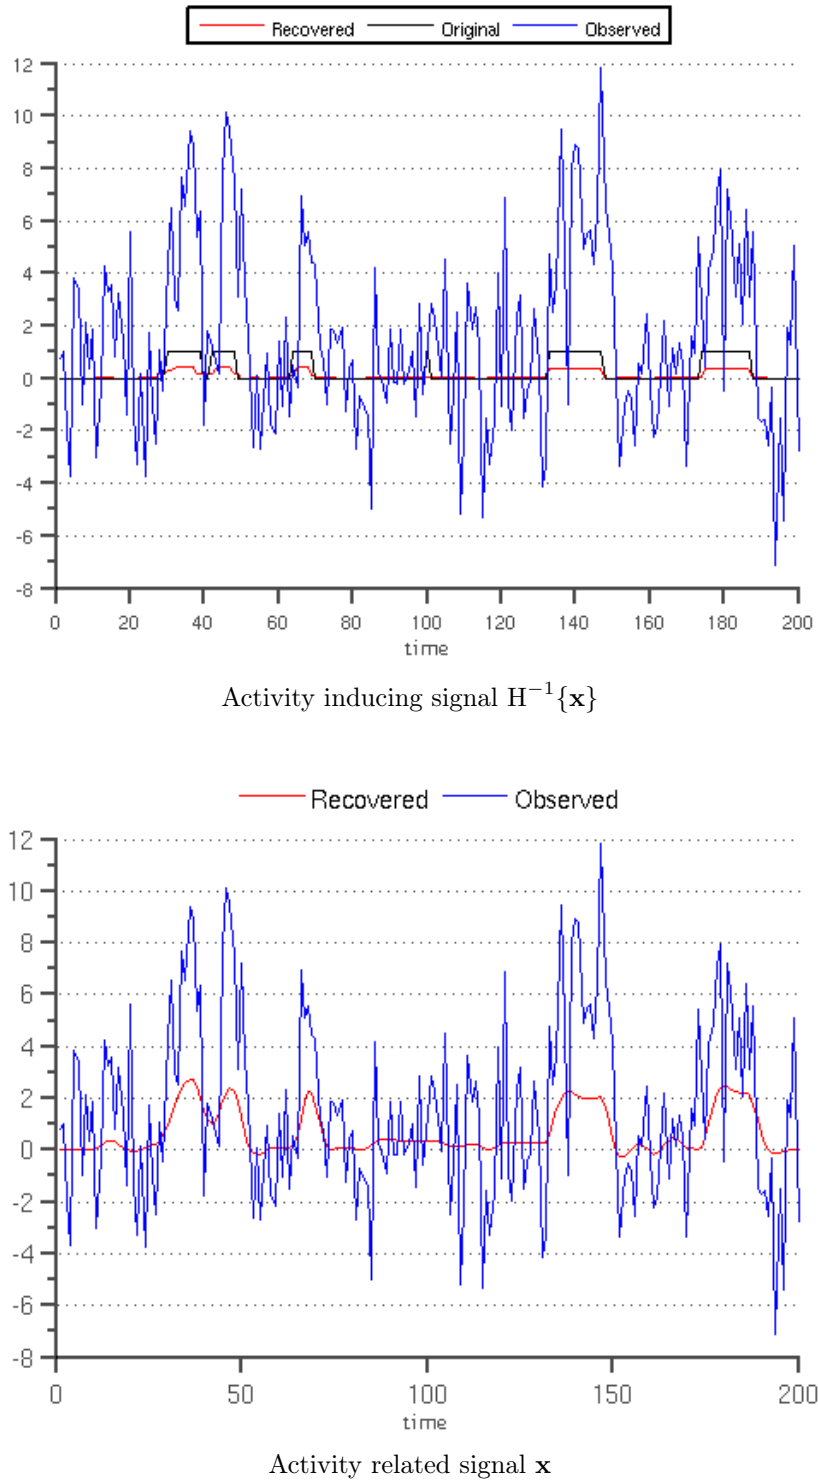 Recovered Original Observed
12
10
8
6
4
2
0
-2
-4
-6
-8
0 20 40 60 80 100 120 140 160 180 200
time
Activity inducing signal H⁻¹{x}
Recovered Observed
12
10
8
6
4
2
0
-2
-4
-6
-8
0 50 100 150 200
time
Activity related signal x